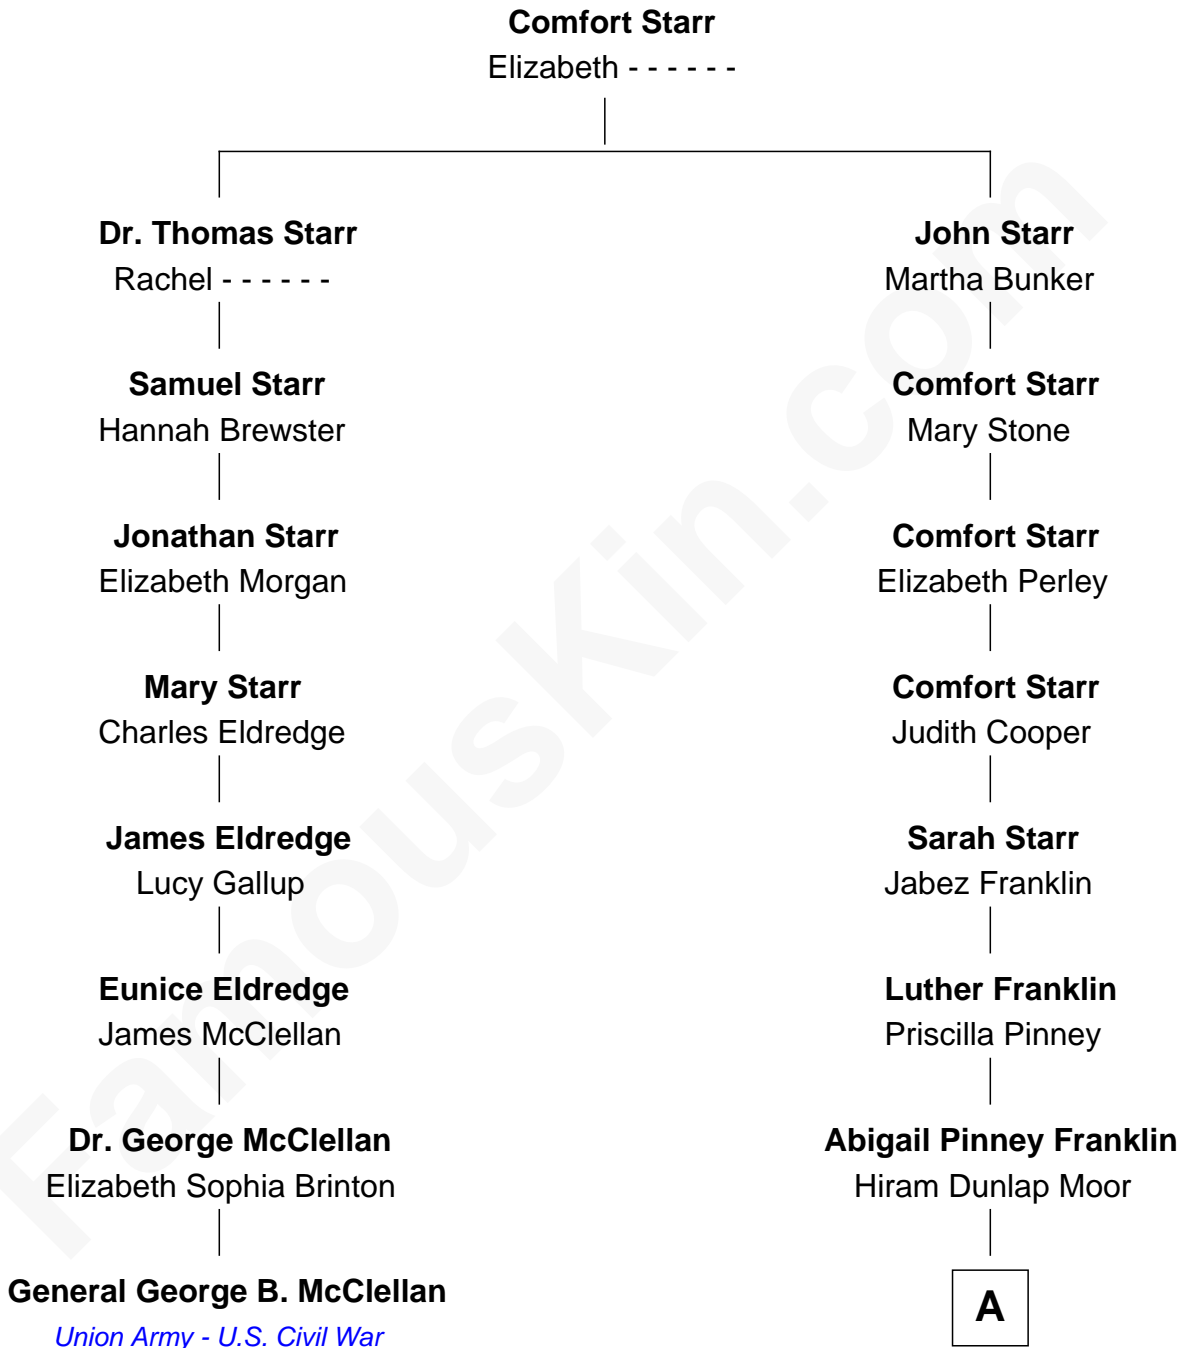 Comfort Starr
Elizabeth - - - - - -
Dr. Thomas Starr
Rachel - - - - - -
John Starr
Martha Bunker
Samuel Starr
Hannah Brewster
Comfort Starr
Mary Stone
Jonathan Starr
Elizabeth Morgan
Comfort Starr
Elizabeth Perley
Mary Starr
Charles Eldredge
Comfort Starr
Judith Cooper
James Eldredge
Lucy Gallup
Sarah Starr
Jabez Franklin
Eunice Eldredge
James McClellan
Luther Franklin
Priscilla Pinney
Dr. George McClellan
Elizabeth Sophia Brinton
Abigail Pinney Franklin
Hiram Dunlap Moor
General George B. McClellan
Union Army - U.S. Civil War
A
FamousKin.com